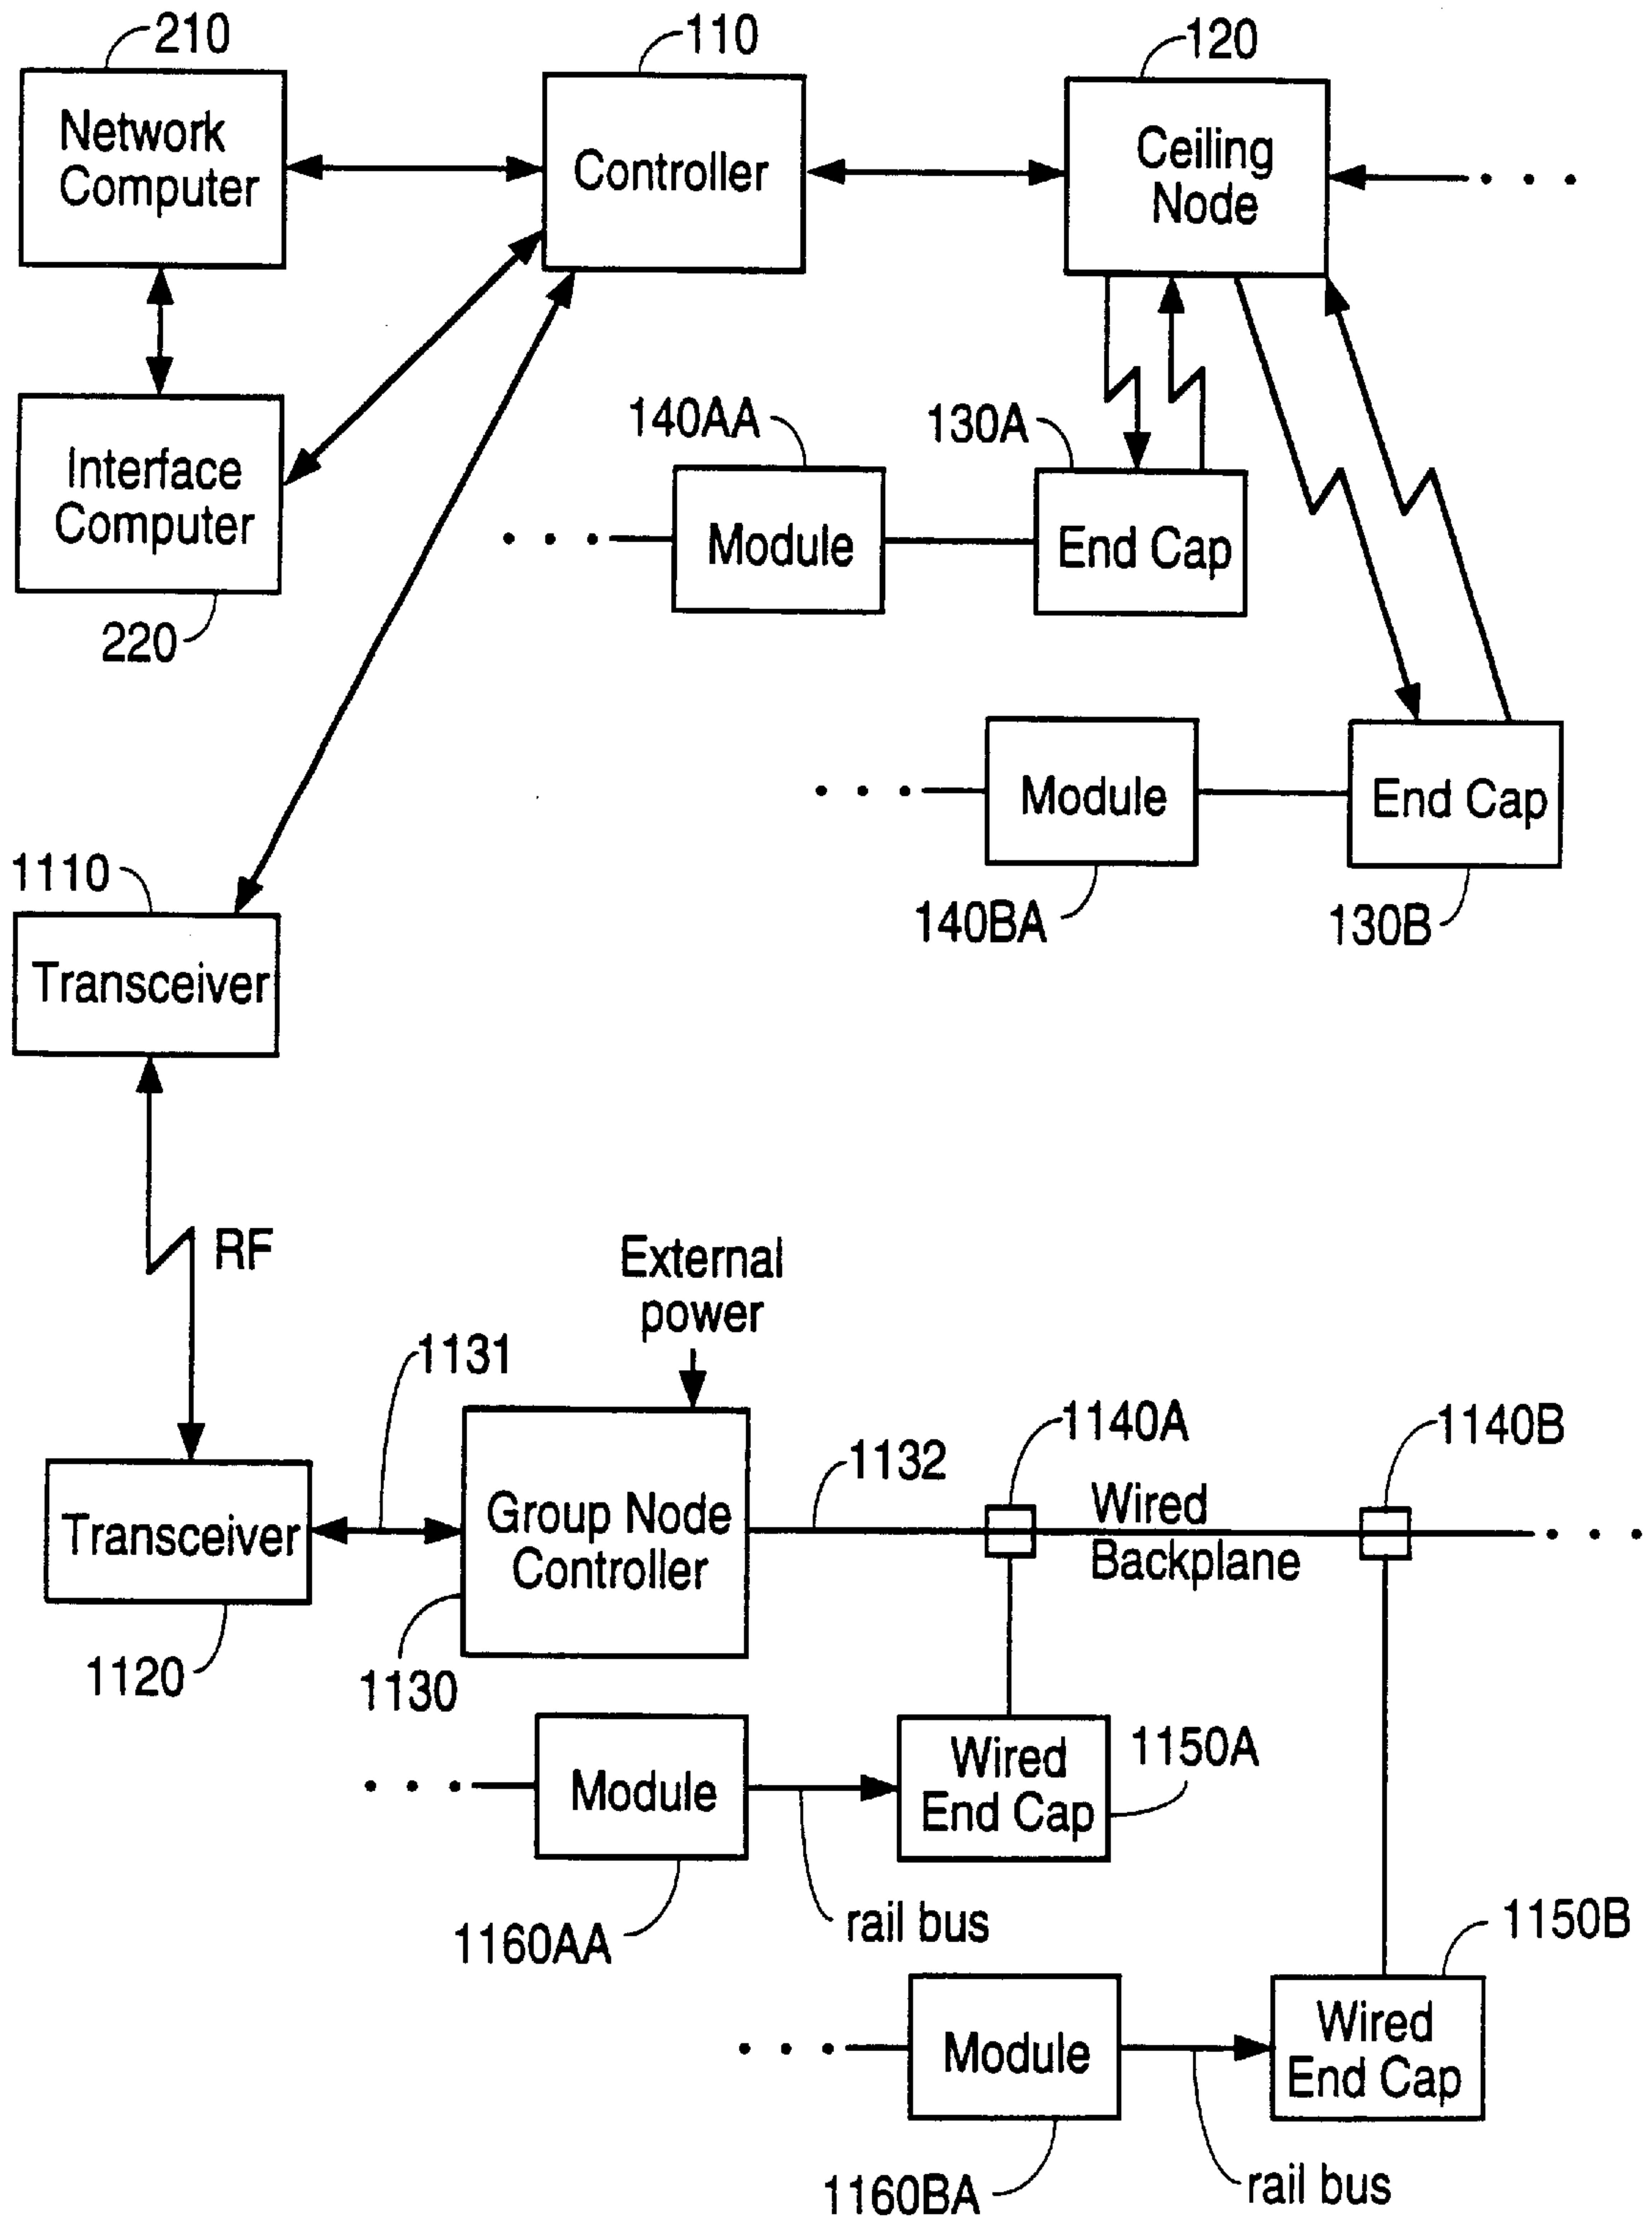 210
110
120
Network
Computer
Controller
Ceiling
Node
140AA
130A
Interface
Computer
Module
End Cap
220
Module
End Cap
1110
140BA
130B
Transceiver
RF
External
power
1131
1140A
1140B
1132
Wired
Backplane
Transceiver
Group Node
Controller
1120
1130
Module
Wired
End Cap
1150A
1160AA
rail bus
1150B
Module
Wired
End Cap
1160BA
rail bus